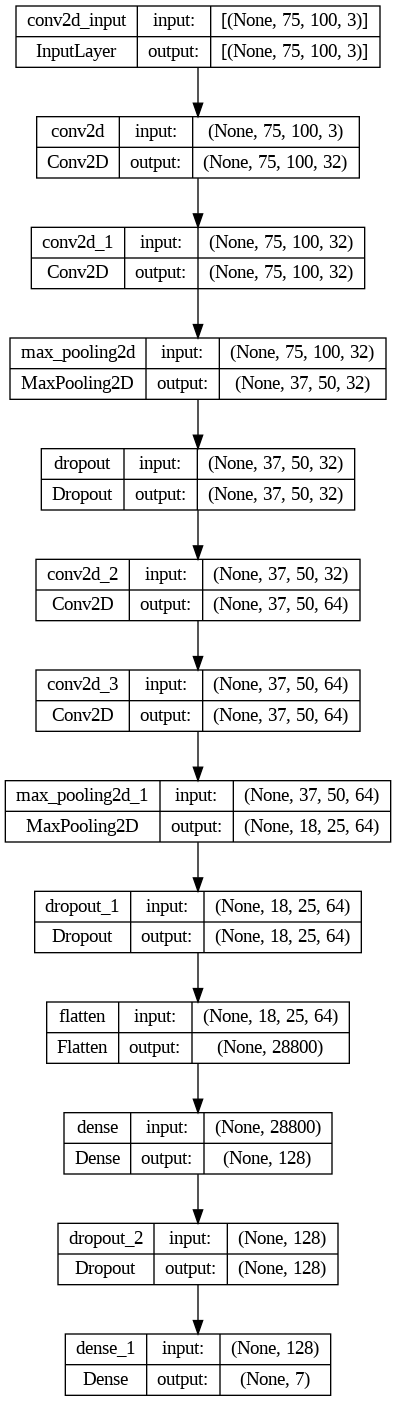 conv2d_input input: [(None, 75, 100, 3)]
InputLayer output: [(None, 75, 100, 3)]
conv2d input: (None, 75, 100, 3)
Conv2D output: (None, 75, 100, 32)
conv2d_1 input: (None, 75, 100, 32)
Conv2D output: (None, 75, 100, 32)
max_pooling2d input: (None, 75, 100, 32)
MaxPooling2D output: (None, 37, 50, 32)
dropout input: (None, 37, 50, 32)
Dropout output: (None, 37, 50, 32)
conv2d_2 input: (None, 37, 50, 32)
Conv2D output: (None, 37, 50, 64)
conv2d_3 input: (None, 37, 50, 64)
Conv2D output: (None, 37, 50, 64)
max_pooling2d_1 input: (None, 37, 50, 64)
MaxPooling2D output: (None, 18, 25, 64)
dropout_1 input: (None, 18, 25, 64)
Dropout output: (None, 18, 25, 64)
flatten input: (None, 18, 25, 64)
Flatten output: (None, 28800)
dense input: (None, 28800)
Dense output: (None, 128)
dropout_2 input: (None, 128)
Dropout output: (None, 128)
dense_1 input: (None, 128)
Dense output: (None, 7)